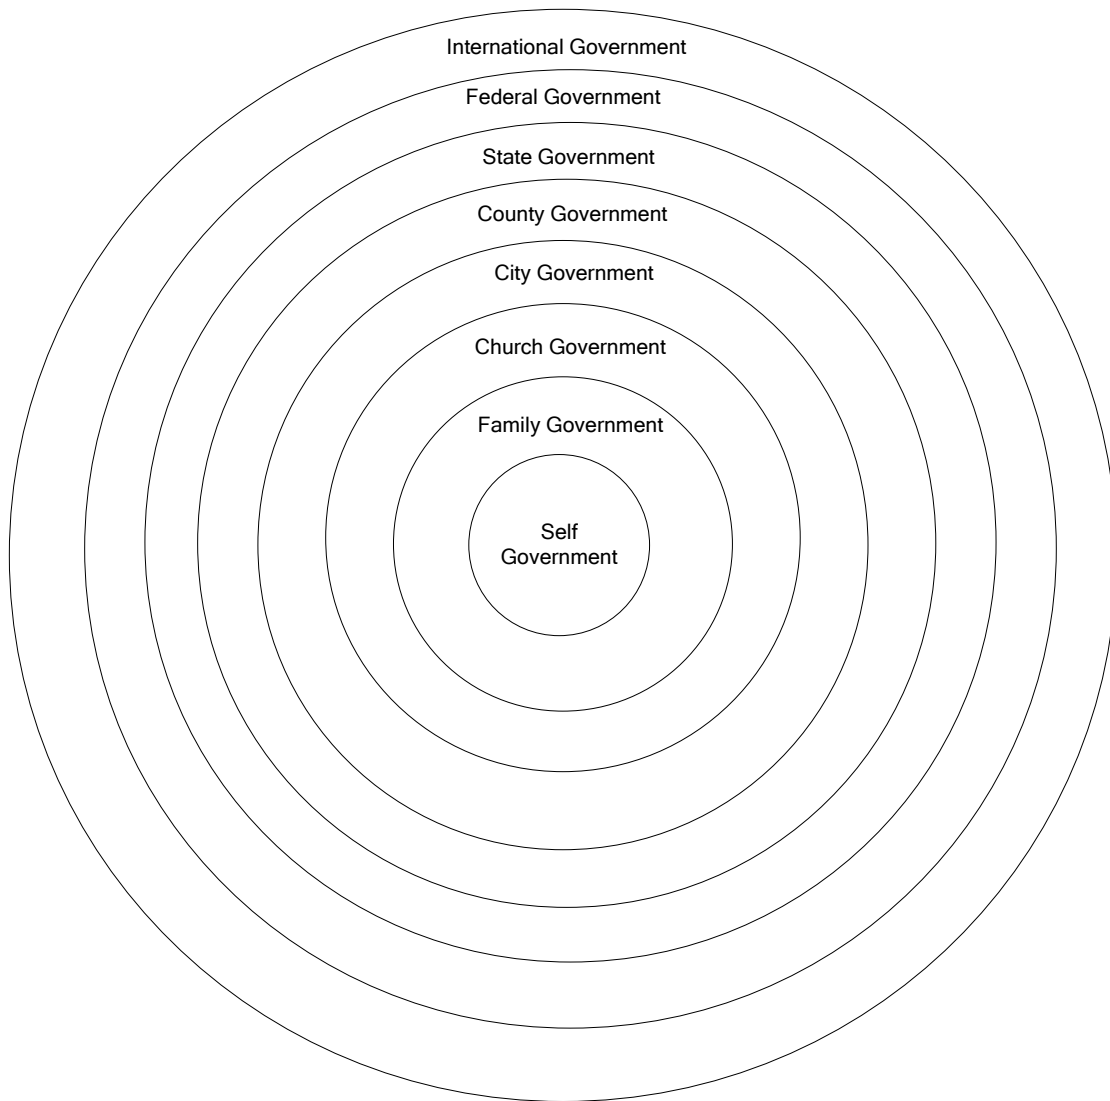 International Government
Federal Government
State Government
County Government
City Government
Church Government
Family Government
Self
Government